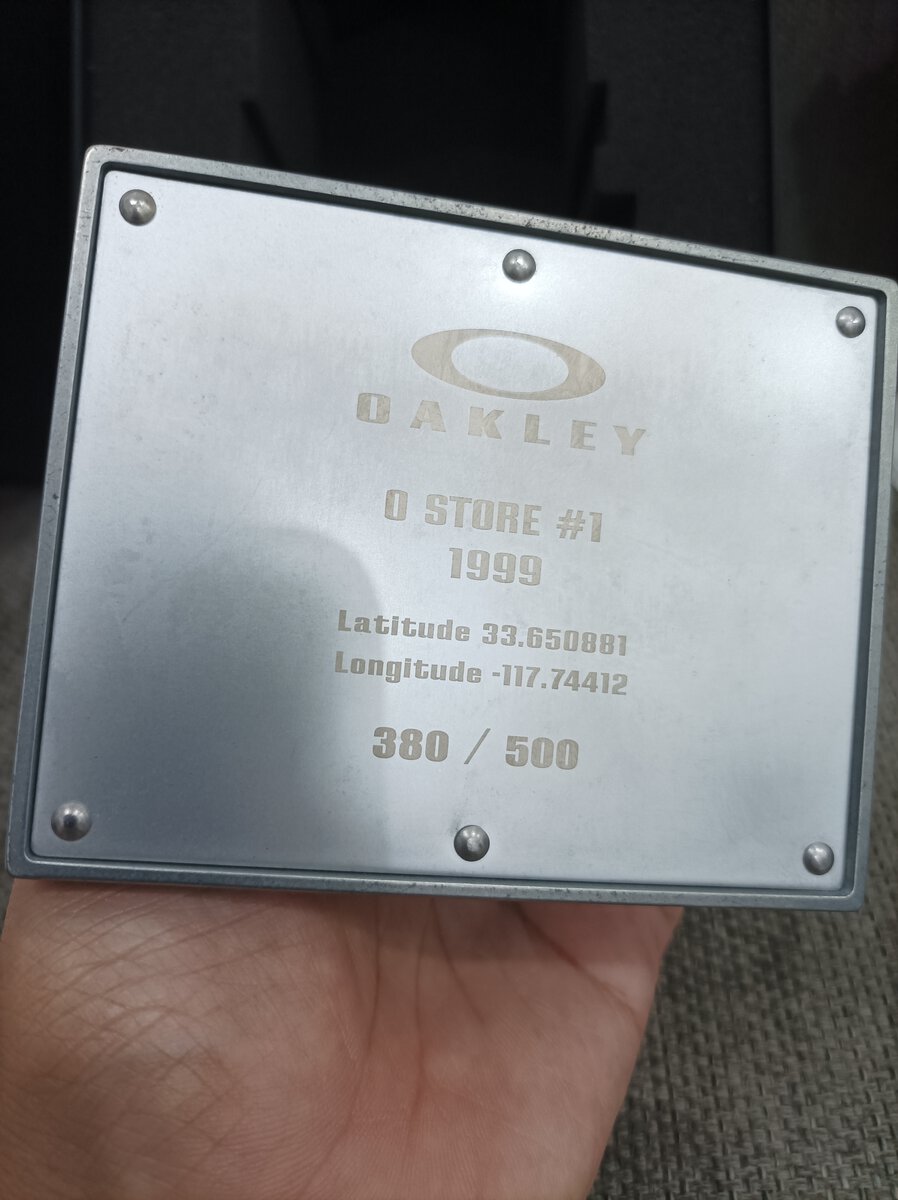 OAKLEY
O STORE #1
1999
Latitude 33.650881
Longitude -117.74412
380 / 500